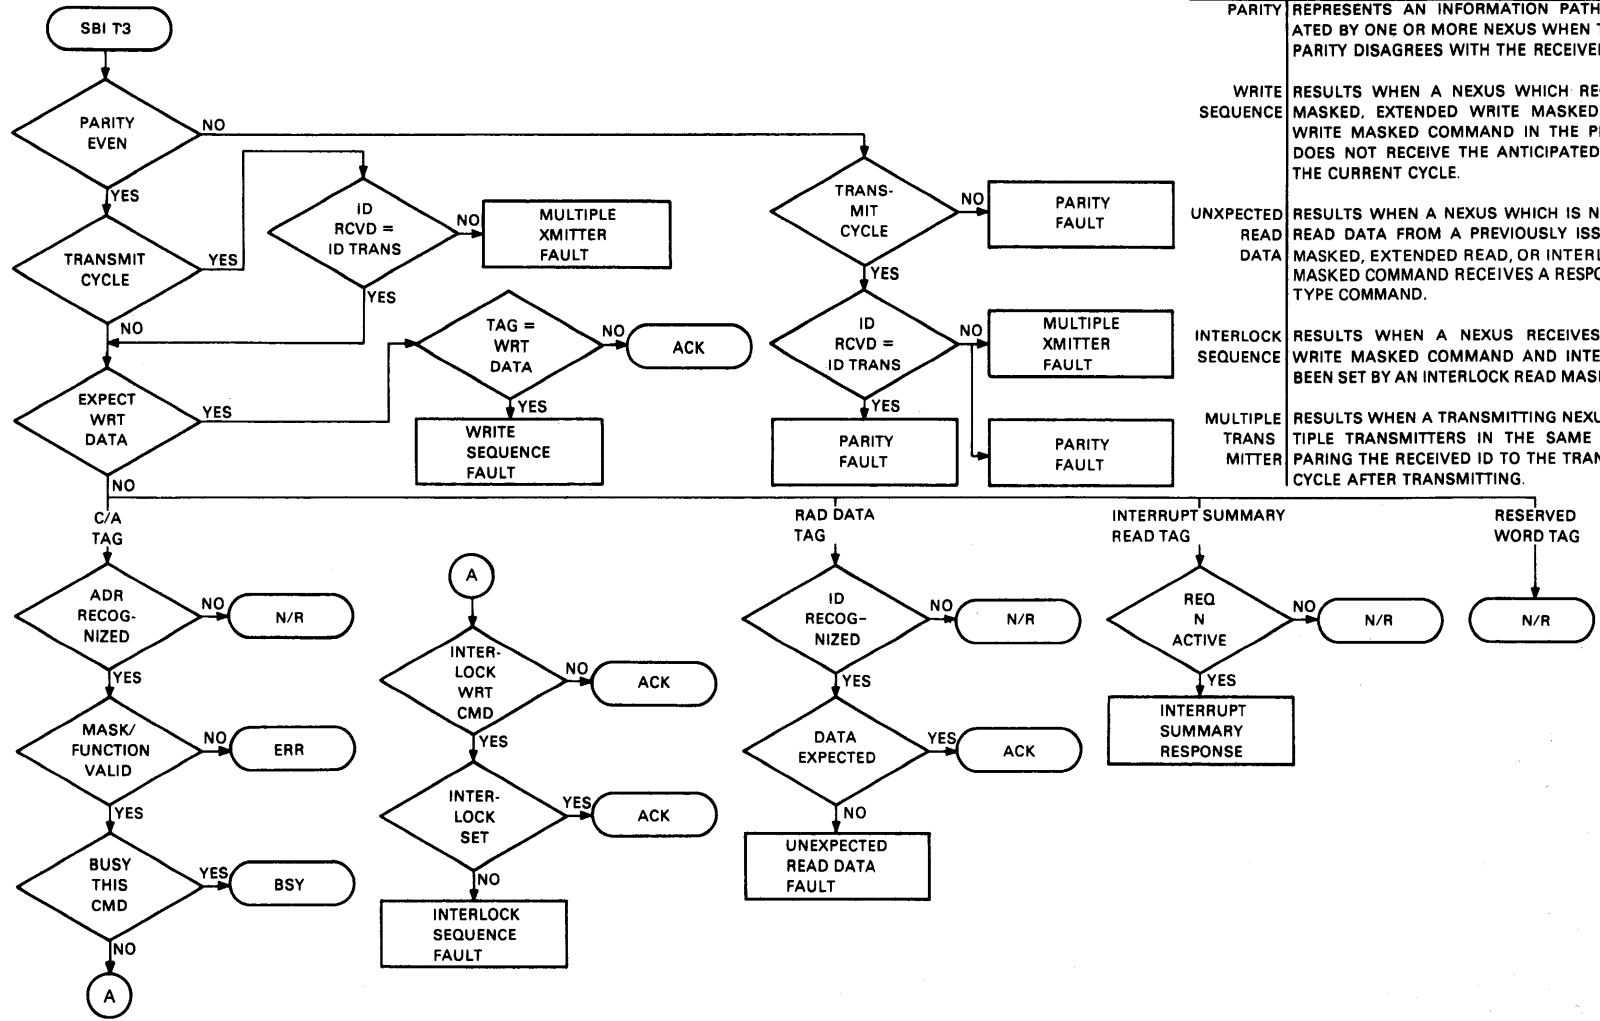 SBI T3
PARITY
EVEN
NO
YES
TRANSMIT
CYCLE
YES
NO
ID
RCVD =
ID TRANS
NO
YES
MULTIPLE
XMITTER
FAULT
EXPECT
WRT
DATA
YES
NO
TAG =
WRT
DATA
NO
ACK
YES
WRITE
SEQUENCE
FAULT
TRANS-
MIT
CYCLE
NO
PARITY
FAULT
YES
ID
RCVD =
ID TRANS
NO
MULTIPLE
XMITTER
FAULT
YES
PARITY
FAULT
PARITY
FAULT
PARITY REPRESENTS AN INFORMATION PATH
ATED BY ONE OR MORE NEXUS WHEN
PARITY DISAGREES WITH THE
WRITE RESULTS WHEN A NEXUS WHICH
SEQUENCE MASKED, EXTENDED WRITE MASKED
WRITE MASKED COMMAND IN THE
DOES NOT RECEIVE THE ANTICIPATED
THE CURRENT CYCLE.
UNXPECTED RESULTS WHEN A NEXUS WHICH IS
READ READ DATA FROM A PREVIOUSLY
DATA MASKED, EXTENDED READ, OR
MASKED COMMAND RECEIVES A
TYPE COMMAND.
INTERLOCK RESULTS WHEN A NEXUS RECEIVES
SEQUENCE WRITE MASKED COMMAND AND
BEEN SET BY AN INTERLOCK READ
MULTIPLE RESULTS WHEN A TRANSMITTING
TRANS TIPLE TRANSMITTERS IN THE SAME
MITTER PARING THE RECEIVED ID TO THE
CYCLE AFTER TRANSMITTING.
C/A
TAG
ADR
RECOG-
NIZED
NO
N/R
YES
MASK/
FUNCTION
VALID
NO
ERR
YES
BUSY
THIS
CMD
YES
BSY
NO
A
A
INTER-
LOCK
WRT
CMD
NO
ACK
YES
INTER-
LOCK
SET
YES
ACK
NO
INTERLOCK
SEQUENCE
FAULT
RAD DATA
TAG
ID
RECOG-
NIZED
NO
N/R
YES
DATA
EXPECTED
YES
ACK
NO
UNEXPECTED
READ DATA
FAULT
INTERRUPT SUMMARY
READ TAG
REQ
N
ACTIVE
NO
N/R
YES
INTERRUPT
SUMMARY
RESPONSE
RESERVED
WORD TAG
N/R